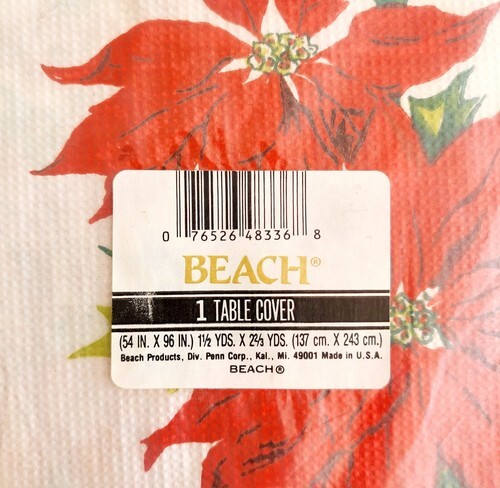 0 76526 48336 8
BEACH®
1 TABLE COVER
(54 IN. X 96 IN.) 1½ YDS. X 2⅔ YDS. (137 cm. X 243 cm.)
Beach Products, Div. Penn Corp., Kal., Mi. 49001 Made in U.S.A.
BEACH®